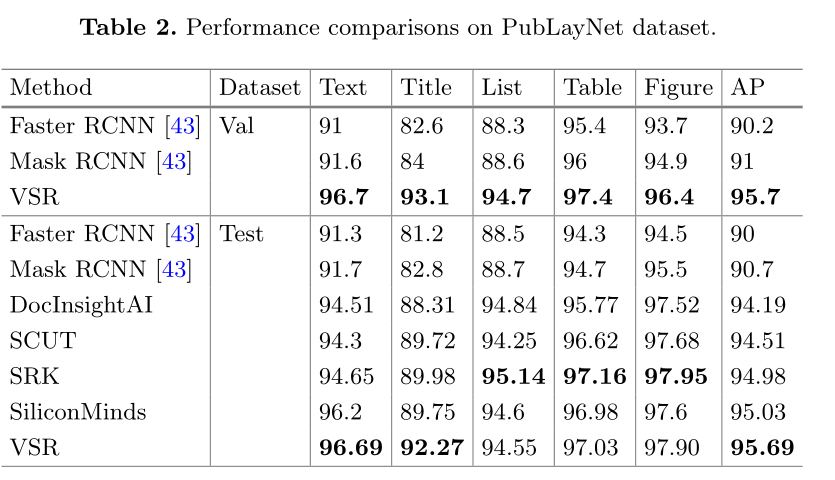 Table 2. Performance comparisons on PubLayNet dataset.
Method Dataset Text Title List Table Figure AP
Faster RCNN [43] Val 91 82.6 88.3 95.4 93.7 90.2
Mask RCNN [43] 91.6 84 88.6 96 94.9 91
VSR 96.7 93.1 94.7 97.4 96.4 95.7
Faster RCNN [43] Test 91.3 81.2 88.5 94.3 94.5 90
Mask RCNN [43] 91.7 82.8 88.7 94.7 95.5 90.7
DocInsightAI 94.51 88.31 94.84 95.77 97.52 94.19
SCUT 94.3 89.72 94.25 96.62 97.68 94.51
SRK 94.65 89.98 95.14 97.16 97.95 94.98
SiliconMinds 96.2 89.75 94.6 96.98 97.6 95.03
VSR 96.69 92.27 94.55 97.03 97.90 95.69